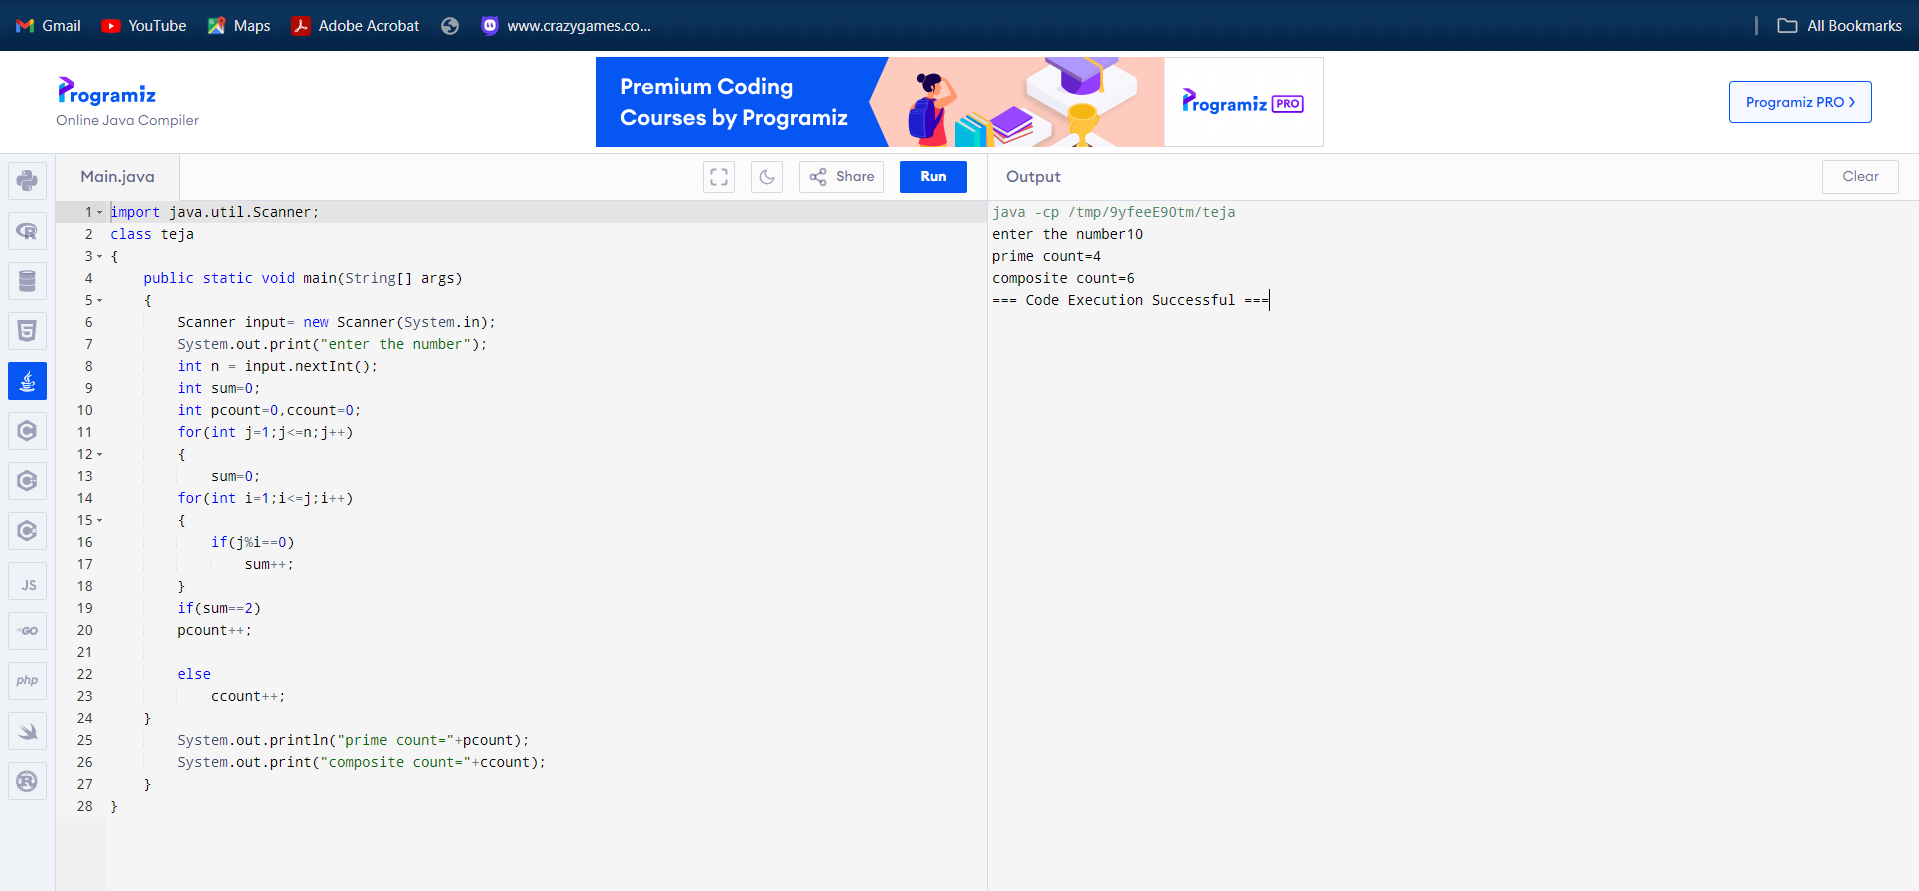 Gmail YouTube Maps Adobe Acrobat www.crazygames.co... All Bookmarks
Programiz
Online Java Compiler
Premium Coding
Courses by Programiz
Programiz PRO
Programiz PRO ›
Main.java
Share
Run
Output
Clear
1 import java.util.Scanner;
2 class teja
3 {
4 public static void main(String[] args)
5 {
6 Scanner input= new Scanner(System.in);
7 System.out.print("enter the number");
8 int n = input.nextInt();
9 int sum=0;
10 int pcount=0,ccount=0;
11 for(int j=1;j<=n;j++)
12 {
13 sum=0;
14 for(int i=1;i<=j;i++)
15 {
16 if(j%i==0)
17 sum++;
18 }
19 if(sum==2)
20 pcount++;
21
22 else
23 ccount++;
24 }
25 System.out.println("prime count="+pcount);
26 System.out.print("composite count="+ccount);
27 }
28 }
java -cp /tmp/9yfeeE9Otm/teja
enter the number10
prime count=4
composite count=6
=== Code Execution Successful ===
R
JS
GO
php